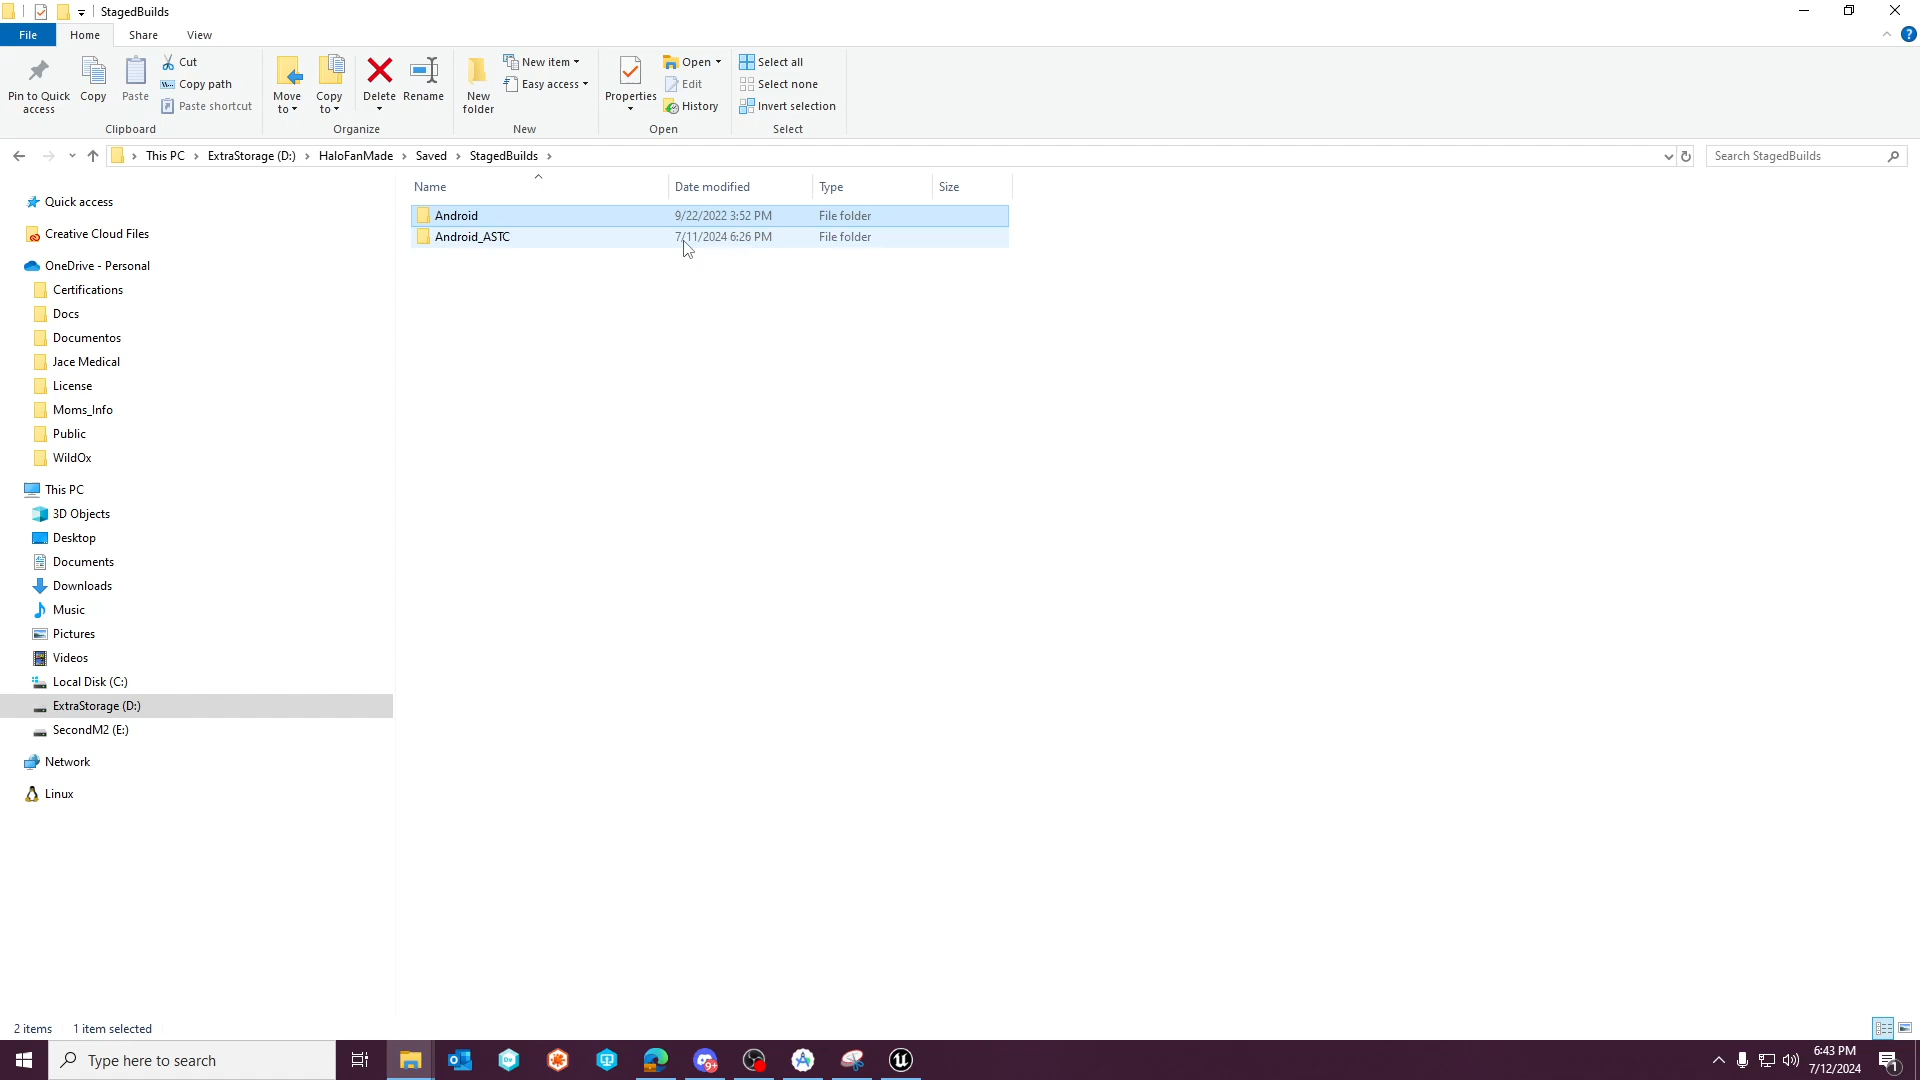 StagedBuilds
File
Home
Share
View
Pin to Quick
access
Copy
Paste
Cut
Copy path
Paste shortcut
Clipboard
Move
to
Copy
to
Delete
Rename
Organize
New
folder
New item
Easy access
New
Properties
Open
Edit
History
Open
Select all
Select none
Invert selection
Select
This PC > ExtraStorage (D:) > HaloFanMade > Saved > StagedBuilds >
Search StagedBuilds
Name
Date modified
Type
Size
Android 9/22/2022 3:52 PM File folder
Android_ASTC 7/11/2024 6:26 PM File folder
Quick access
Creative Cloud Files
OneDrive - Personal
Certifications
Docs
Documentos
Jace Medical
License
Moms_Info
Public
WildOx
This PC
3D Objects
Desktop
Documents
Downloads
Music
Pictures
Videos
Local Disk (C:)
ExtraStorage (D:)
SecondM2 (E:)
Network
Linux
2 items 1 item selected
Type here to search
9+
6:43 PM
7/12/2024
1